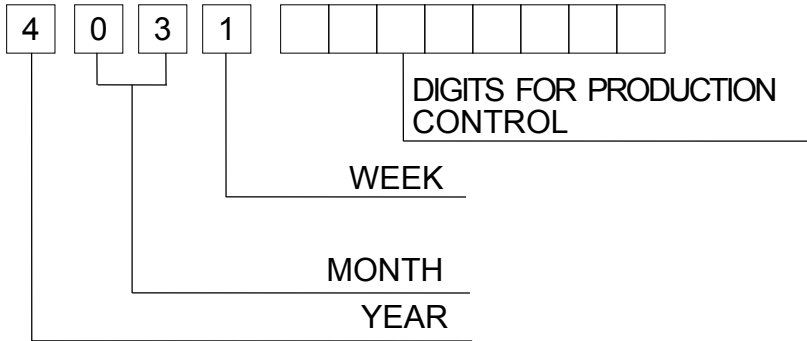 4 0 3 1
DIGITS FOR PRODUCTION
CONTROL
WEEK
MONTH
YEAR